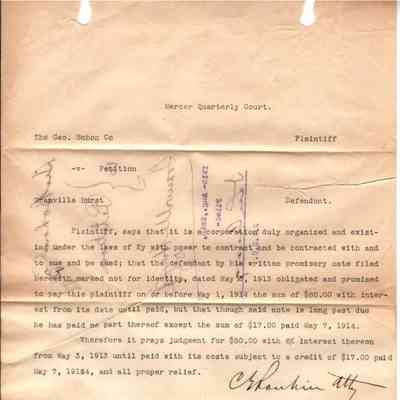 Mercer Quarterly Court.
The Geo. Bohon Co Plaintiff
-v- Petition
Granville Hurst Defendant.
Plaintiff, says that it is a corporation duly organized and exist-
ing under the laws of Ky with power to contract and be contracted with and
to sue and be sued; that the defendant by his written promissory note filed
herewith marked not for identity, dated May 3, 1913 obligated and promised
to pay this plaintiff on or before May 1, 1914 the sum of $80.00 with inter-
est from its date until paid, but that though said note is long past due
he has paid no part thereof except the sum of $17.00 paid May 7, 1914.
Therefore it prays judgment for $80.00 with 6% interest thereon
from May 3, 1913 until paid with its costs subject to a credit of $17.00 paid
May 7, 1914, and all proper relief.
C E Rankin Atty